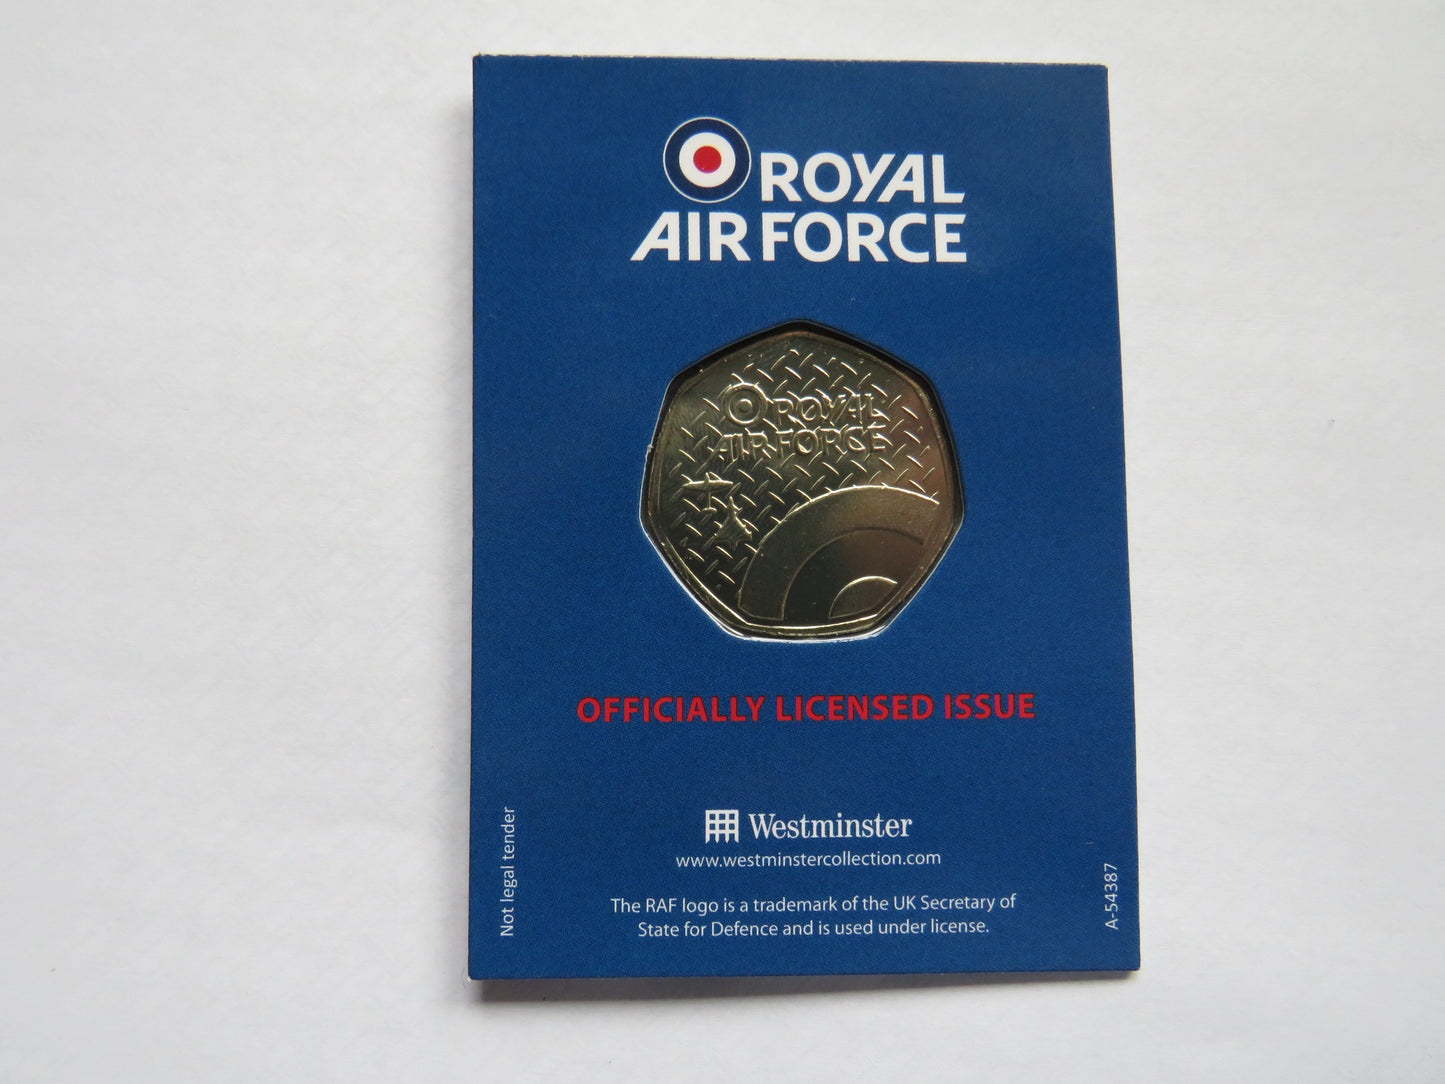 ROYAL
AIR FORCE
ROYAL
AIR FORCE
OFFICIALLY LICENSED ISSUE
Westminster
www.westminstercollection.com
The RAF logo is a trademark of the UK Secretary of
State for Defence and is used under license.
Not legal tender
A-54387